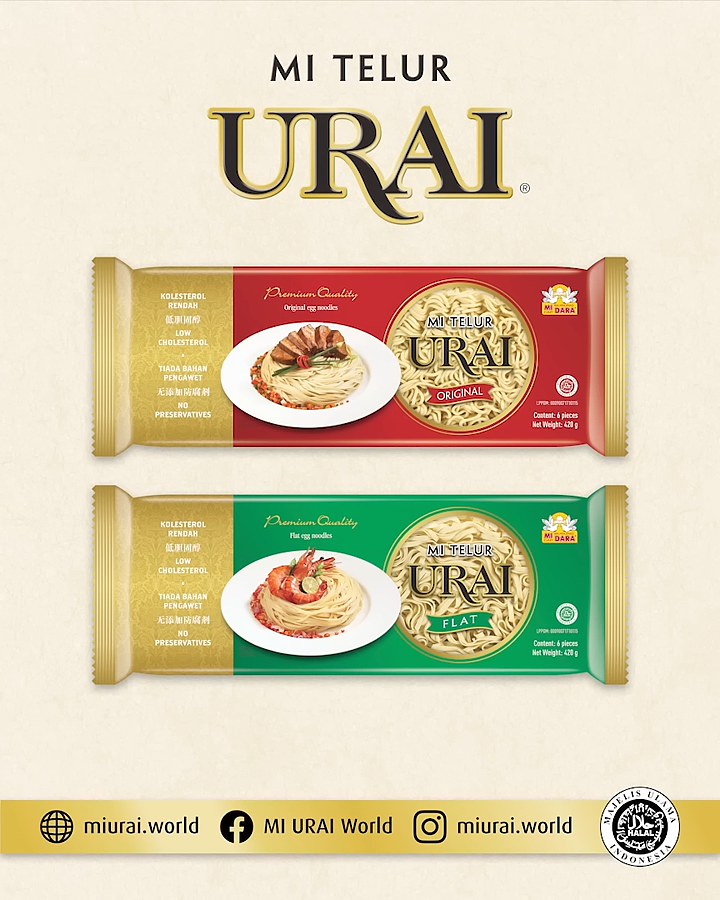 MI TELUR
URAI®
KOLESTEROL
RENDAH
低胆固醇
LOW
CHOLESTEROL
TIADA BAHAN
PENGAWET
无添加防腐剂
NO
PRESERVATIVES
Premium Quality
Original egg noodles
MI TELUR
URAI
ORIGINAL
MI
DARA
Content: 6 pieces
Net Weight: 420 g
KOLESTEROL
RENDAH
低胆固醇
LOW
CHOLESTEROL
TIADA BAHAN
PENGAWET
无添加防腐剂
NO
PRESERVATIVES
Premium Quality
Flat egg noodles
MI TELUR
URAI
FLAT
MI
DARA
Content: 6 pieces
Net Weight: 420 g
miurai.world
MI URAI World
miurai.world
MAJELIS ULAMA
حلال
HALAL
INDONESIA